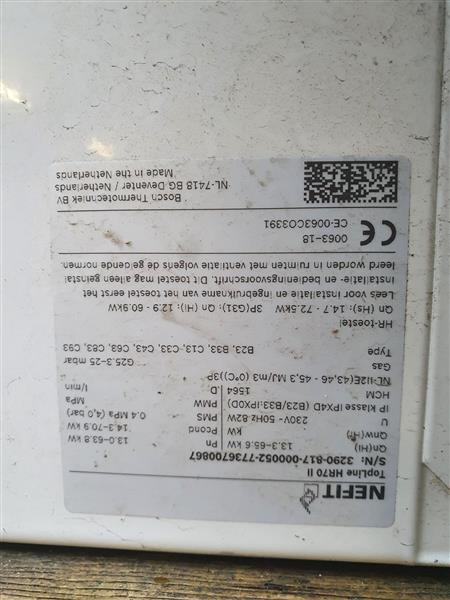 NEFIT
TopLine HR70 II
S/N: 3290-817-000052-7736700867
Qn(Hi) 13.3-65.6 kW Pn 13.0-63.8 kW
Qnw(Hi) kW Pcond 14.3-70.9 kW
U 230V~ 50Hz 82W PMS 0.4 MPa (4,0 bar)
IP klasse IPX4D (B23/B33:IPX0D) PMW MPa
HCM 1564 D l/min
NL-II2E(43,46 - 45,3 MJ/m3 (0°C))3P
Gas G25.3-25 mbar
Type B23, B33, C13, C33, C43, C63, C83, C93
HR-toestel
Qn (Hs): 14.7 - 72.5kW 3P(G31): Qn (Hi): 12.9 - 60.9kW
Lees voor installatie en ingebruikname van het toestel eerst het
installatie- en bedieningsvoorschrift. Dit toestel mag alleen geïnstal-
leerd worden in ruimten met ventilatie volgens de geldende normen.
CE 0063-18
CE-0063CO3391
Bosch Thermotechniek BV
NL-7418 BG Deventer / Netherlands
Made in the Netherlands